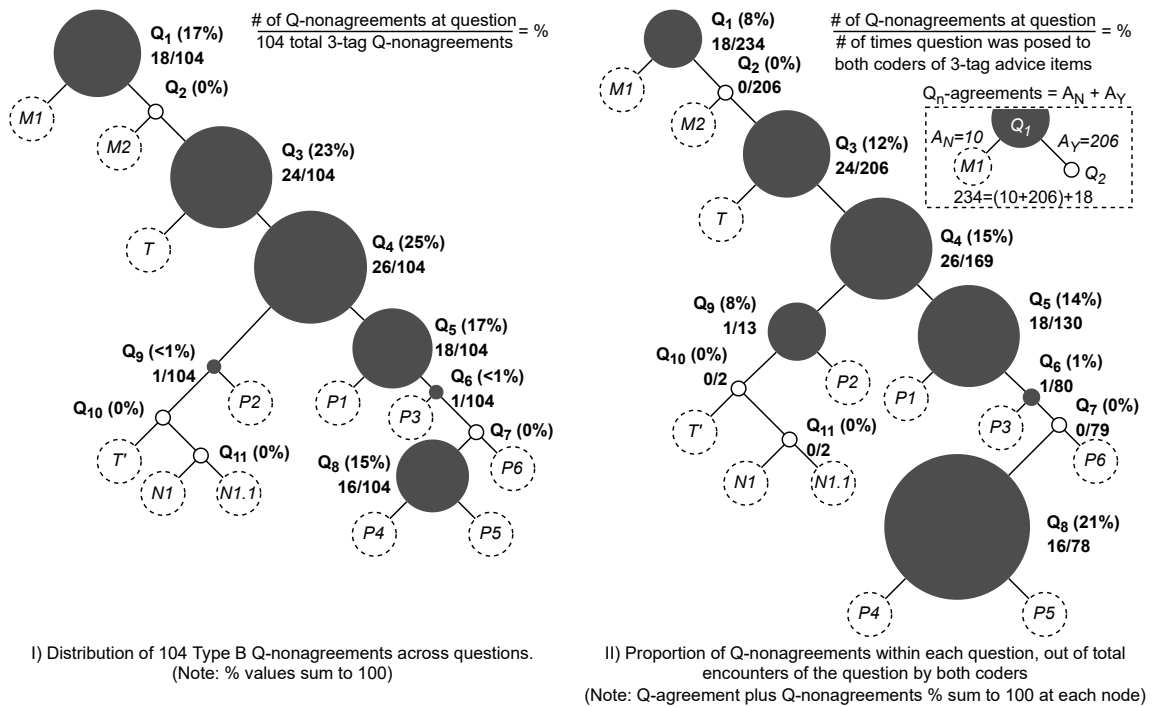 Q1 (17%)
18/104
# of Q-nonagreements at question
104 total 3-tag Q-nonagreements
= %
M1
Q2 (0%)
M2
Q3 (23%)
24/104
T
Q4 (25%)
26/104
Q9 (<1%)
1/104
P2
Q5 (17%)
18/104
P1
Q6 (<1%)
1/104
P3
Q7 (0%)
P6
Q10 (0%)
T'
Q11 (0%)
N1
N1.1
Q8 (15%)
16/104
P4
P5
I) Distribution of 104 Type B Q-nonagreements across questions.
(Note: % values sum to 100)
Q1 (8%)
18/234
# of Q-nonagreements at question
# of times question was posed to
both coders of 3-tag advice items
= %
M1
Q2 (0%)
0/206
M2
Qn-agreements = AN + AY
Q1
AN=10
AY=206
M1
Q2
234=(10+206)+18
Q3 (12%)
24/206
T
Q4 (15%)
26/169
Q9 (8%)
1/13
P2
Q5 (14%)
18/130
P1
Q10 (0%)
0/2
T'
Q11 (0%)
0/2
N1
N1.1
Q6 (1%)
1/80
P3
Q7 (0%)
0/79
P6
Q8 (21%)
16/78
P4
P5
II) Proportion of Q-nonagreements within each question, out of total
encounters of the question by both coders
(Note: Q-agreement plus Q-nonagreements % sum to 100 at each node)